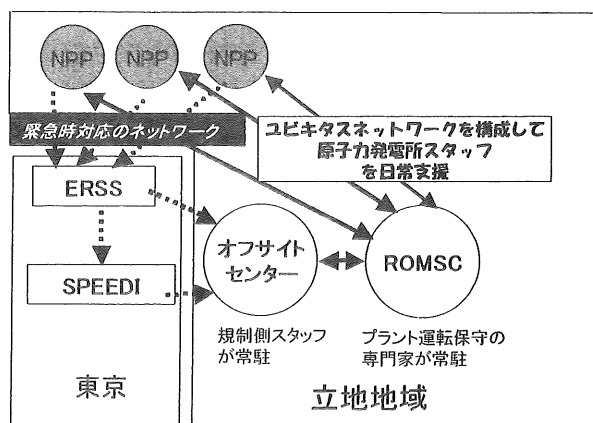 NPP
NPP
NPP
緊急時対応のネットワーク
ユビキタスネットワークを構成して
原子力発電所スタッフ
を日常支援
ERSS
SPEEDI
オフサイト
センター
ROMSC
規制側スタッフ
が常駐
プラント運転保守の
専門家が常駐
東京
立地地域